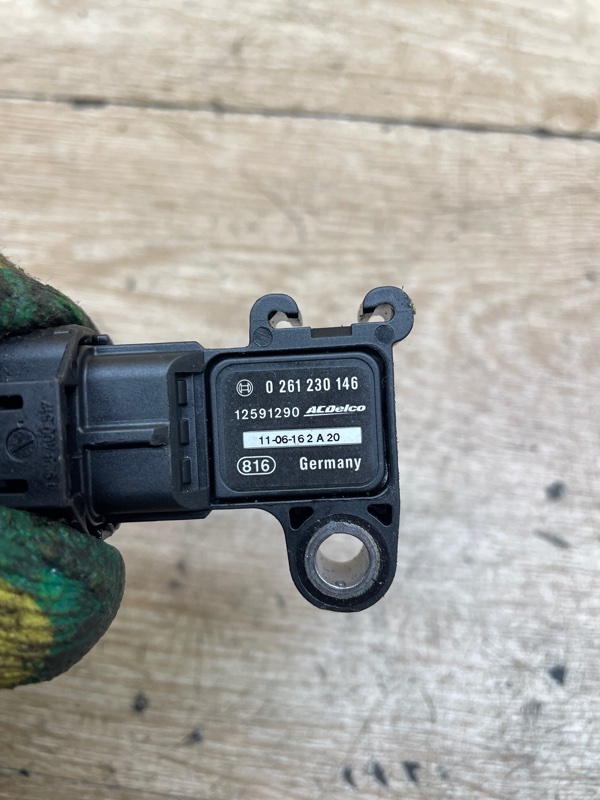 0 261 230 146
12591290 ACDelco
11-06-16 2 A 20
816 Germany